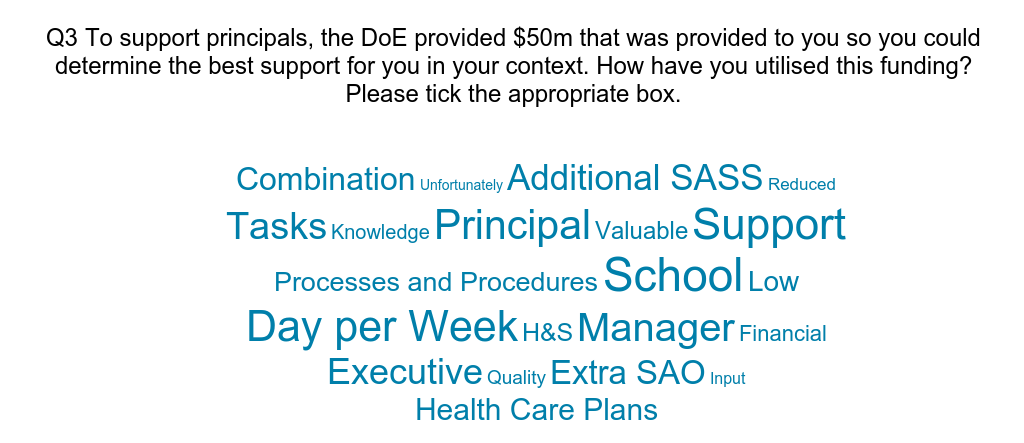 Q3 To support principals, the DoE provided $50m that was provided to you so you could
determine the best support for you in your context. How have you utilised this funding?
Please tick the appropriate box.
Combination Unfortunately Additional SASS Reduced
Tasks Knowledge Principal Valuable Support
Processes and Procedures School Low
Day per Week H&S Manager Financial
Executive Quality Extra SAO Input
Health Care Plans